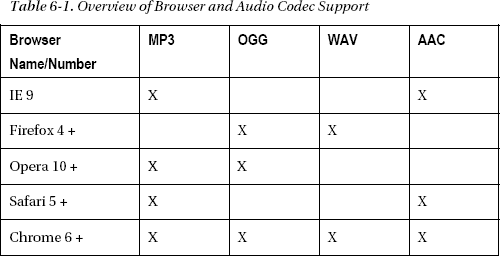 Table 6-1. Overview of Browser and Audio Codec Support
Browser Name/Number MP3 OGG WAV AAC
IE 9 X X
Firefox 4 + X X
Opera 10 + X X
Safari 5 + X X
Chrome 6 + X X X X